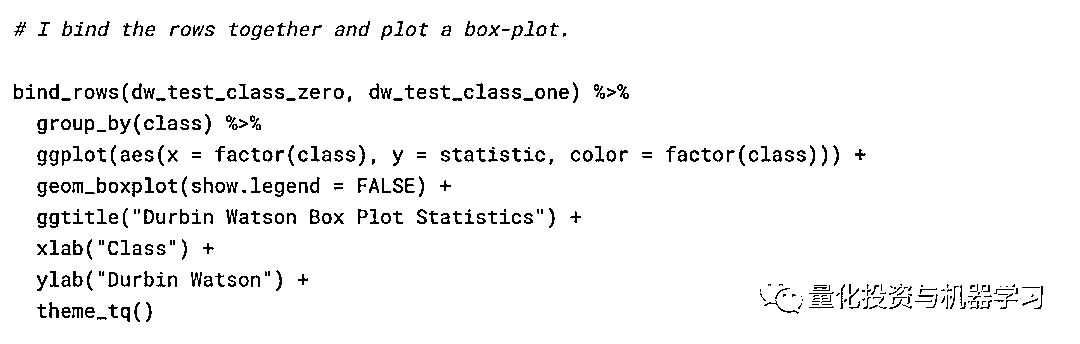 # I bind the rows together and plot a box-plot.
bind_rows(dw_test_class_zero, dw_test_class_one) %>%
  group_by(class) %>%
  ggplot(aes(x = factor(class), y = statistic, color = factor(class))) +
  geom_boxplot(show.legend = FALSE) +
  ggtitle("Durbin Watson Box Plot Statistics") +
  xlab("Class") +
  ylab("Durbin Watson") +
  theme_tq()
量化投资与机器学习